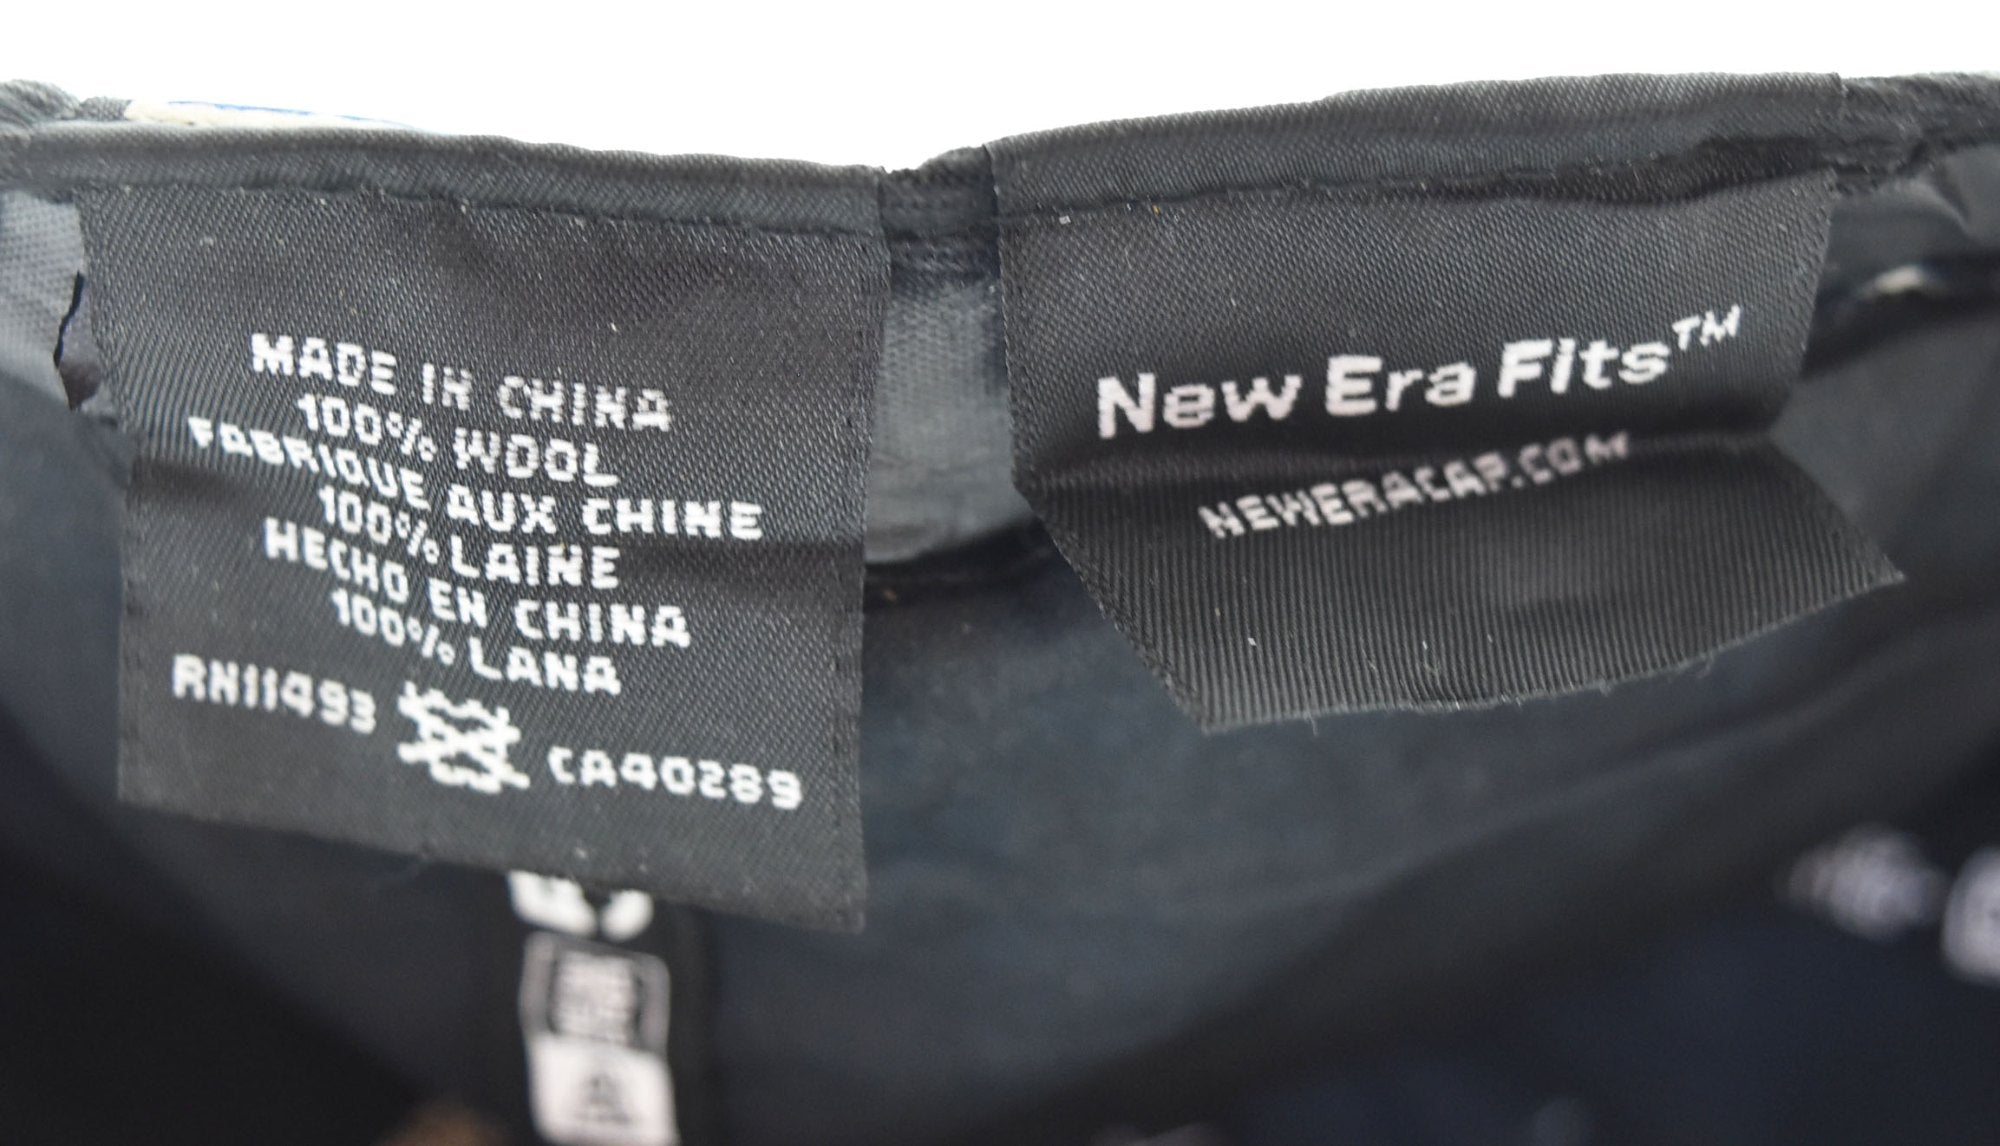 MADE IN CHINA
100% WOOL
FABRIQUE AUX CHINE
100% LAINE
HECHO EN CHINA
100% LANA
RN11493 CA40289
New Era Fits™
NEWERACAP.COM